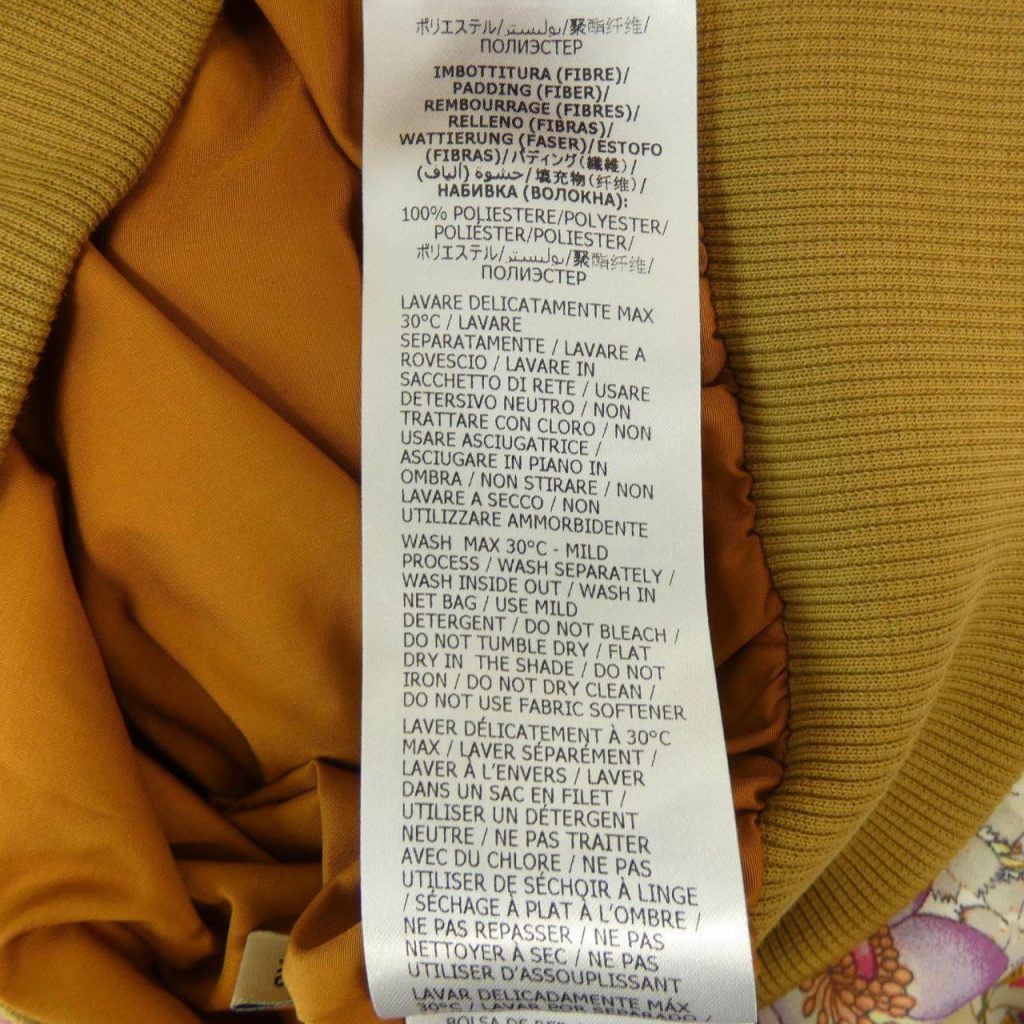 ポリエステル/بوليستر/聚酯纤维/
ПОЛИЭСТЕР
IMBOTTITURA (FIBRE)/
PADDING (FIBER)/
REMBOURRAGE (FIBRES)/
RELLENO (FIBRAS)/
WATTIERUNG (FASER)/ESTOFO
(FIBRAS)/パディング(繊維)/
حشوة (ألياف)/填充物(纤维)/
НАБИВКА (ВОЛОКНА):
100% POLIESTERE/POLYESTER/
POLIÉSTER/POLIESTER/
ポリエステル/بوليستر/聚酯纤维/
ПОЛИЭСТЕР
LAVARE DELICATAMENTE MAX
30°C / LAVARE
SEPARATAMENTE / LAVARE A
ROVESCIO / LAVARE IN
SACCHETTO DI RETE / USARE
DETERSIVO NEUTRO / NON
TRATTARE CON CLORO / NON
USARE ASCIUGATRICE /
ASCIUGARE IN PIANO IN
OMBRA / NON STIRARE / NON
LAVARE A SECCO / NON
UTILIZZARE AMMORBIDENTE
WASH MAX 30°C - MILD
PROCESS / WASH SEPARATELY /
WASH INSIDE OUT / WASH IN
NET BAG / USE MILD
DETERGENT / DO NOT BLEACH /
DO NOT TUMBLE DRY / FLAT
DRY IN THE SHADE / DO NOT
IRON / DO NOT DRY CLEAN /
DO NOT USE FABRIC SOFTENER
LAVER DÉLICATEMENT À 30°C
MAX / LAVER SÉPARÉMENT /
LAVER À L'ENVERS / LAVER
DANS UN SAC EN FILET /
UTILISER UN DÉTERGENT
NEUTRE / NE PAS TRAITER
AVEC DU CHLORE / NE PAS
UTILISER DE SÉCHOIR À LINGE
/ SÉCHAGE À PLAT À L'OMBRE /
NE PAS REPASSER / NE PAS
NETTOYER À SEC / NE PAS
UTILISER D'ASSOUPLISSANT
LAVAR DELICADAMENTE MÁX
30°C / LAVAR POR SEPARADO /
BOLSA DE